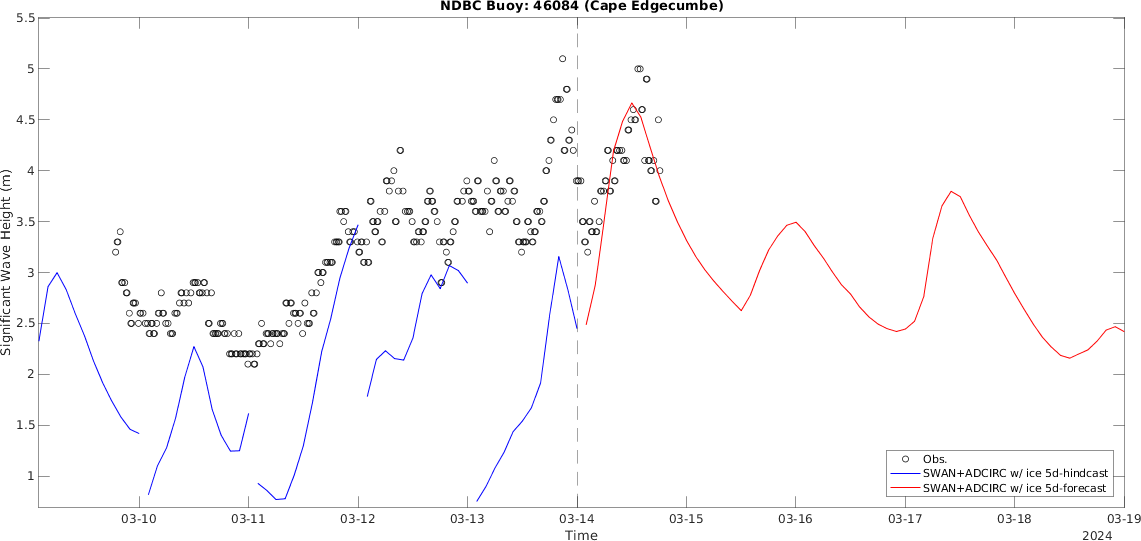 NDBC Buoy: 46084 (Cape Edgecumbe)
5.5
5
4.5
4
3.5
3
2.5
2
1.5
1
Significant Wave Height (m)
Obs.
SWAN+ADCIRC w/ ice 5d-hindcast
SWAN+ADCIRC w/ ice 5d-forecast
03-10 03-11 03-12 03-13 03-14 03-15 03-16 03-17 03-18 03-19
Time
2024